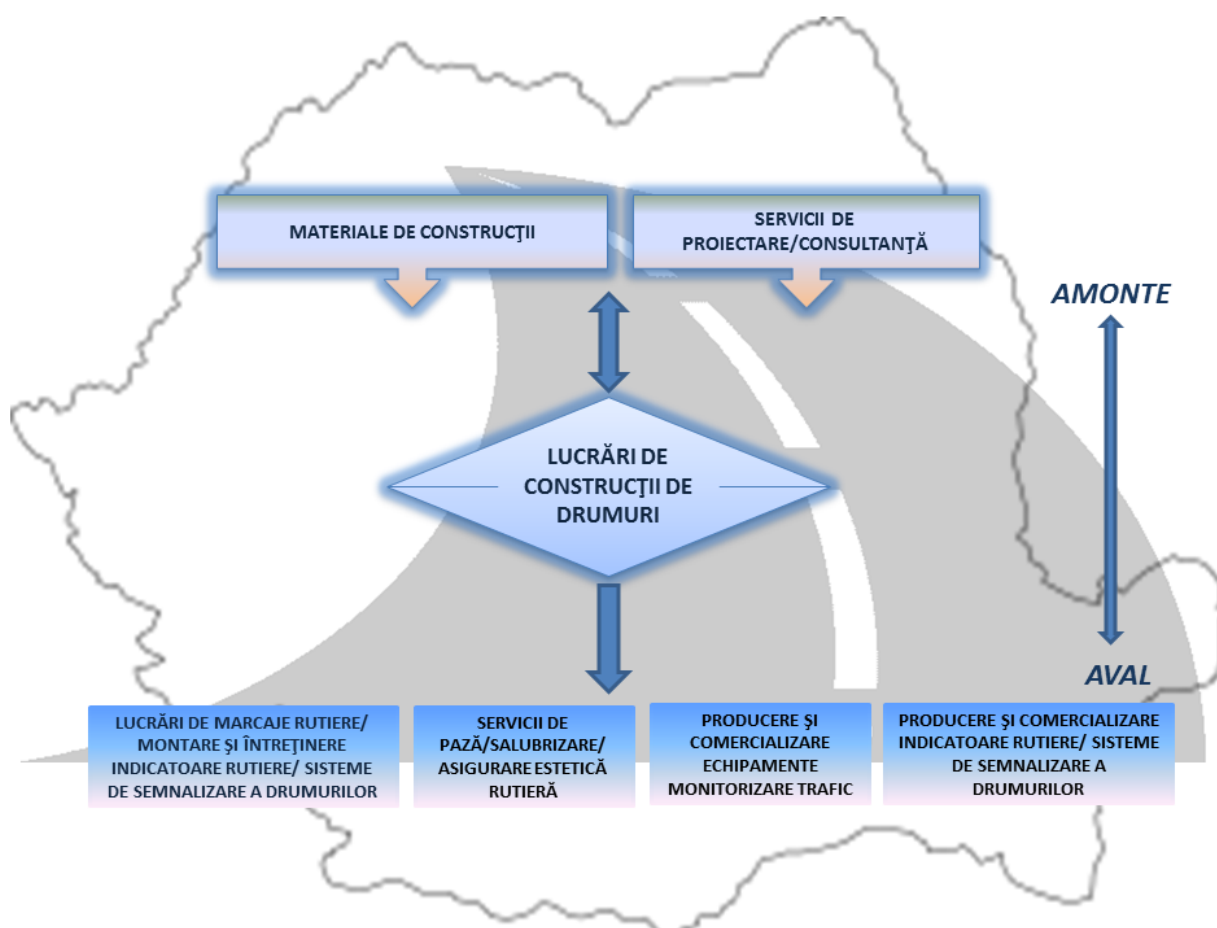 MATERIALE DE CONSTRUCŢII
SERVICII DE
PROIECTARE/CONSULTANŢĂ
AMONTE
LUCRĂRI DE
CONSTRUCŢII DE
DRUMURI
AVAL
LUCRĂRI DE MARCAJE RUTIERE/
MONTARE ŞI ÎNTREŢINERE
INDICATOARE RUTIERE/ SISTEME
DE SEMNALIZARE A DRUMURILOR
SERVICII DE
PAZĂ/SALUBRIZARE/
ASIGURARE ESTETICĂ
RUTIERĂ
PRODUCERE ŞI
COMERCIALIZARE
ECHIPAMENTE
MONITORIZARE TRAFIC
PRODUCERE ŞI COMERCIALIZARE
INDICATOARE RUTIERE/ SISTEME
DE SEMNALIZARE A
DRUMURILOR